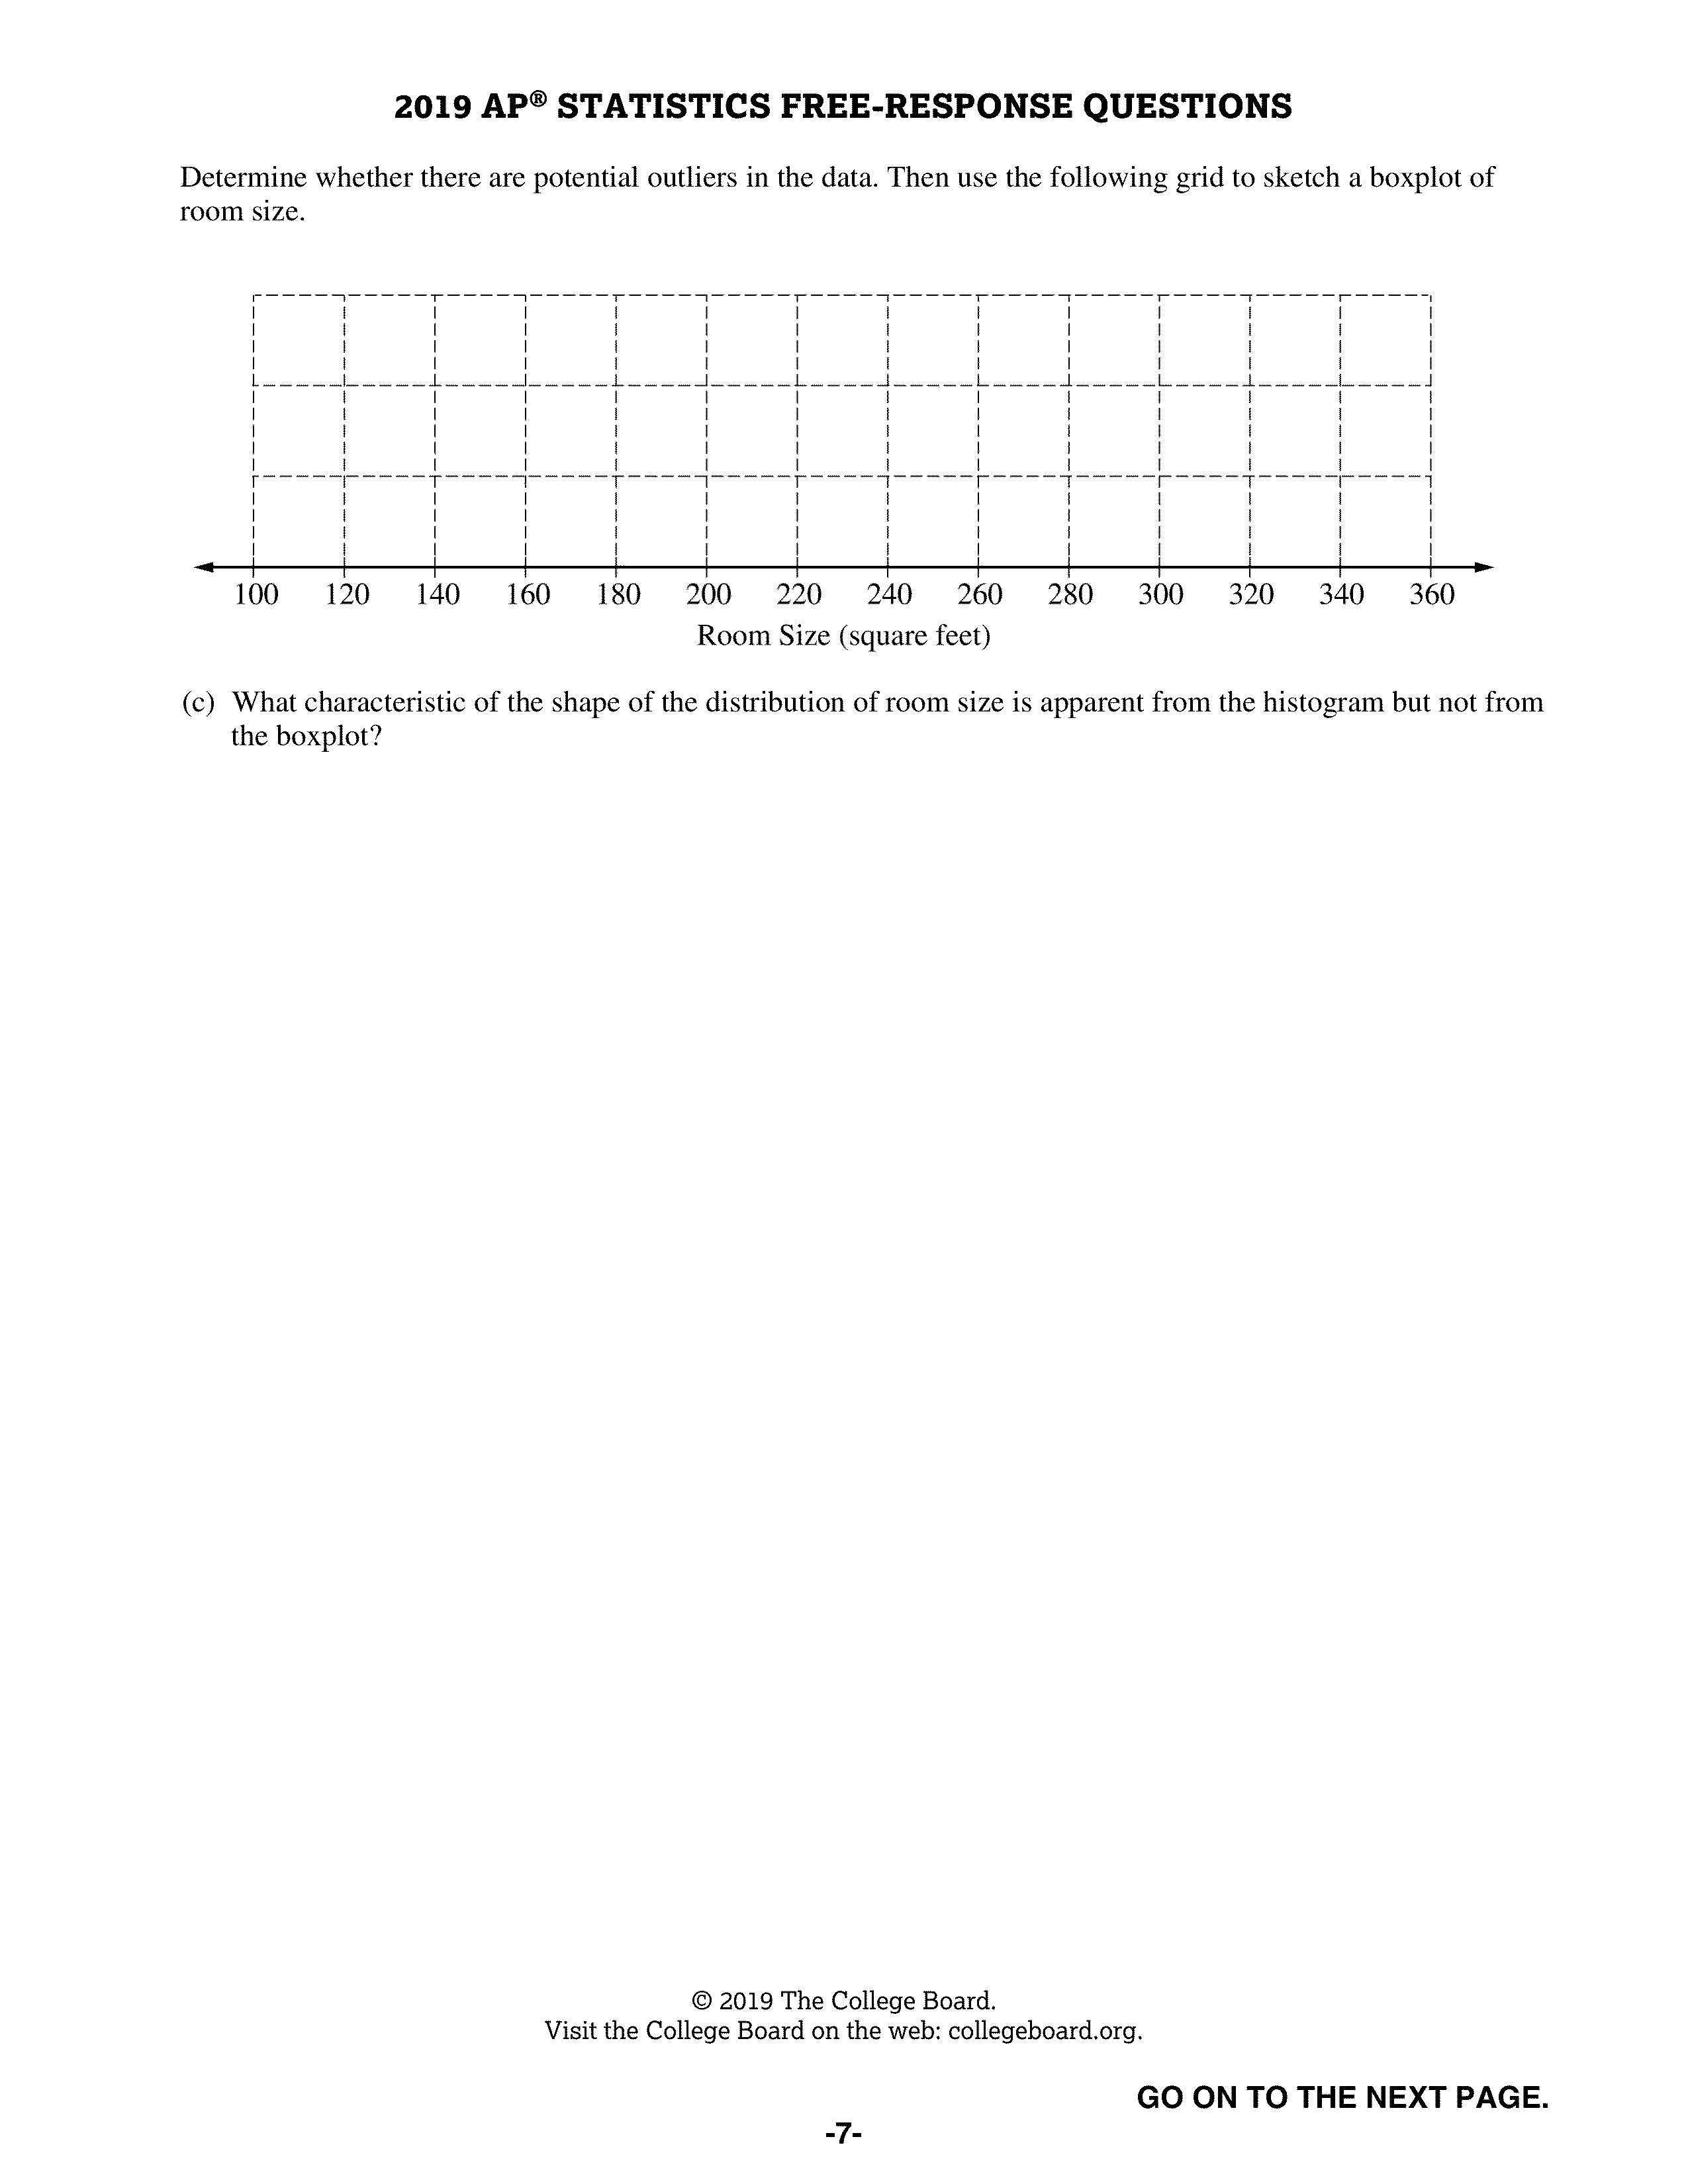 2019 AP® STATISTICS FREE-RESPONSE QUESTIONS
Determine whether there are potential outliers in the data. Then use the following grid to sketch a boxplot of
room size.
100 120 140 160 180 200 220 240 260 280 300 320 340 360
Room Size (square feet)
(c) What characteristic of the shape of the distribution of room size is apparent from the histogram but not from
the boxplot?
© 2019 The College Board.
Visit the College Board on the web: collegeboard.org.
GO ON TO THE NEXT PAGE.
-7-